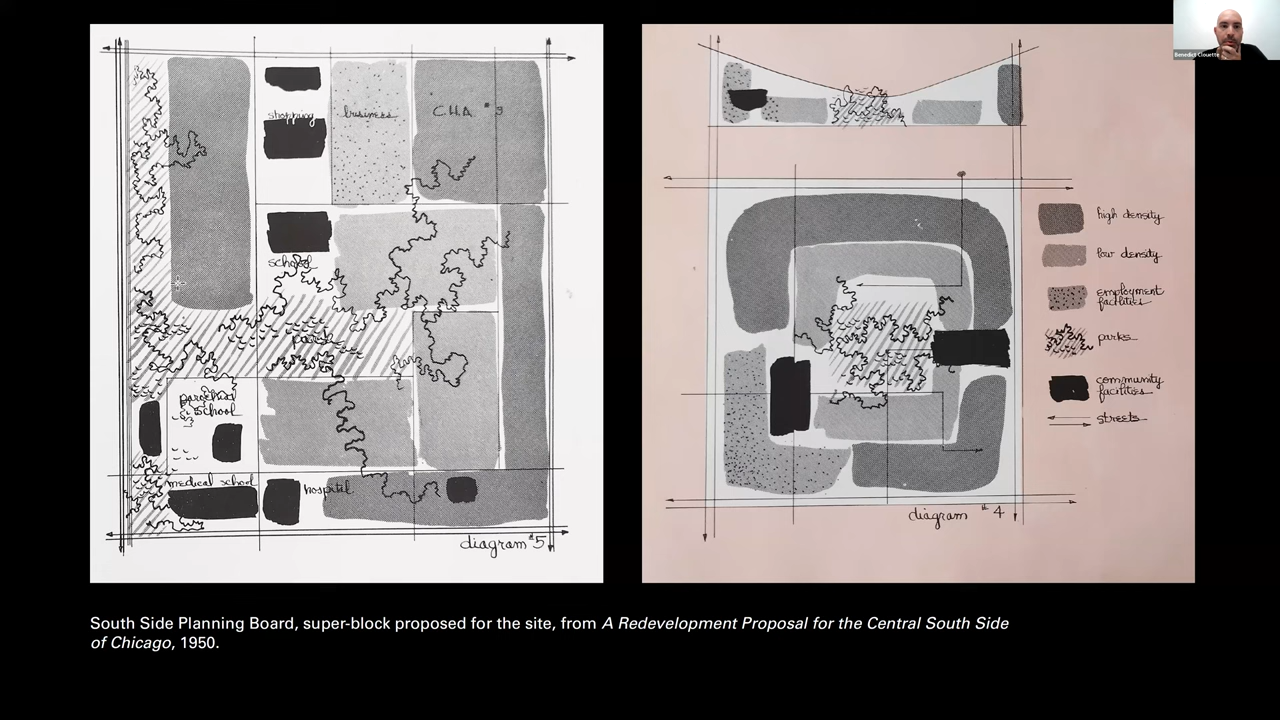 shopping
business
C.H.A. #3
school
park
parochial
school
medical school
hospital
diagram #5
high density
low density
employment
facilities
parks
community
facilities
streets
diagram #4
South Side Planning Board, super-block proposed for the site, from A Redevelopment Proposal for the Central South Side
of Chicago, 1950.
Benedict Clouette